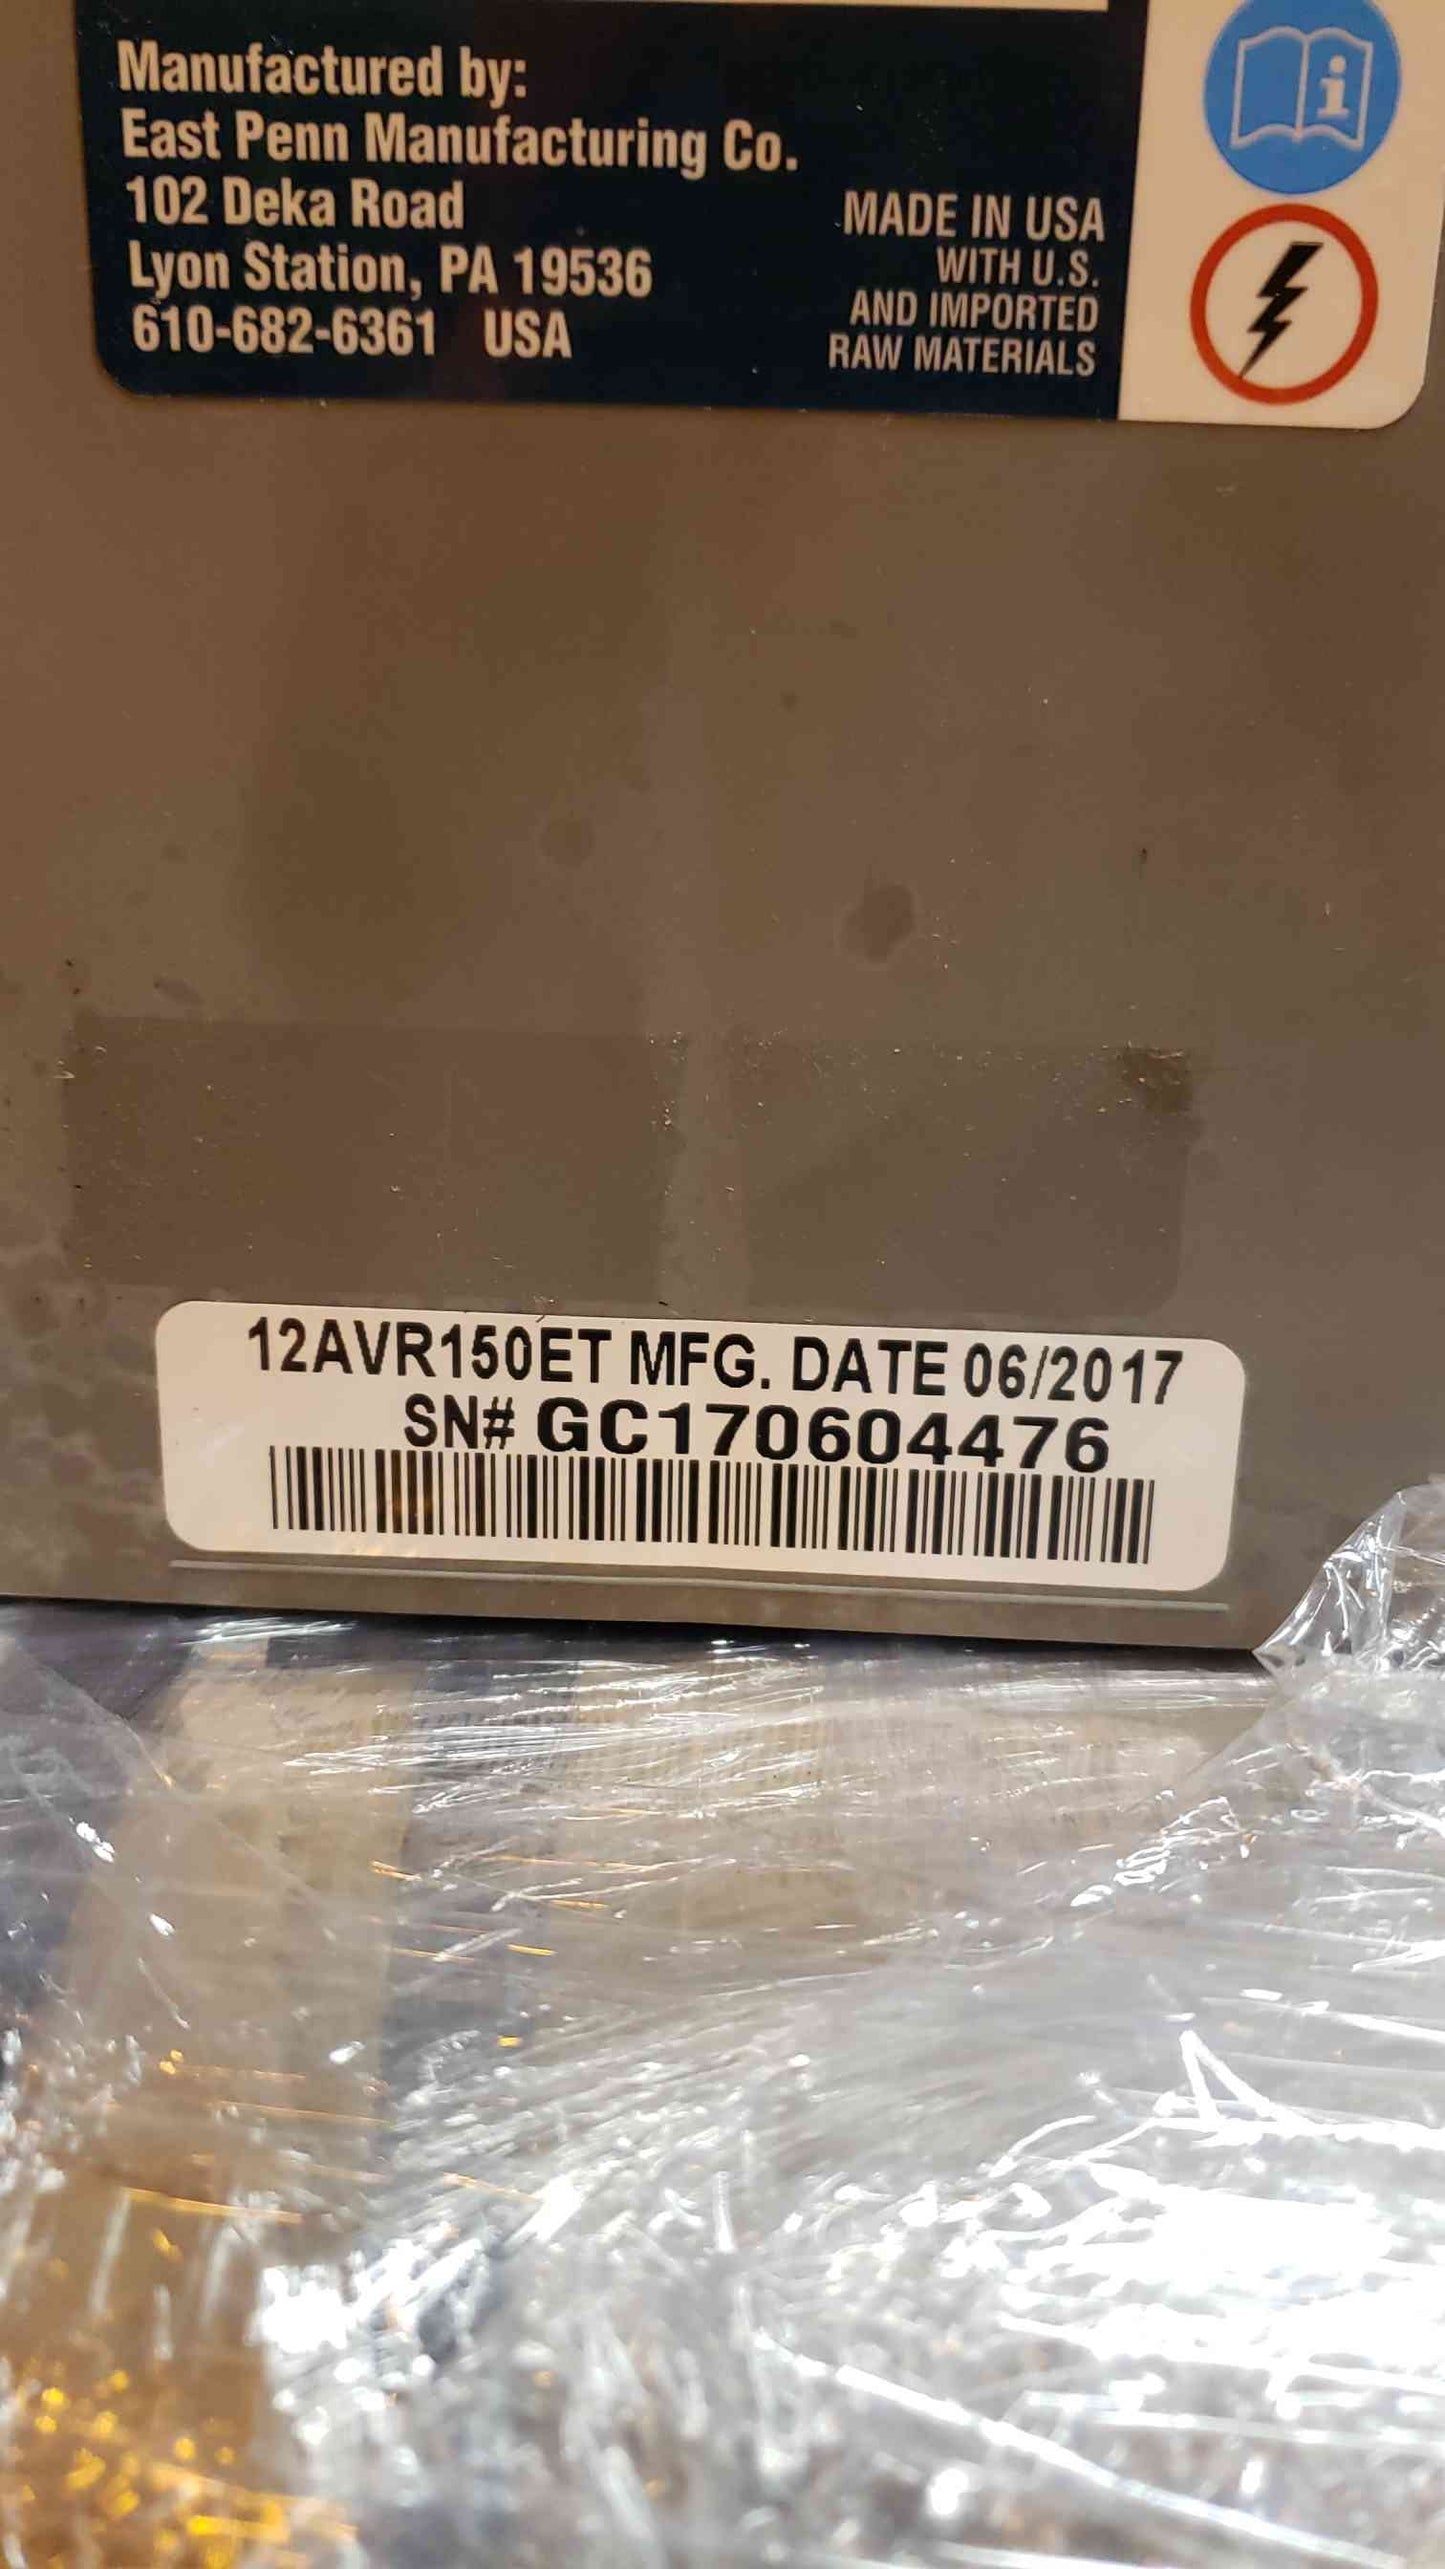 Manufactured by:
East Penn Manufacturing Co.
102 Deka Road
Lyon Station, PA 19536
610-682-6361 USA
MADE IN USA
WITH U.S.
AND IMPORTED
RAW MATERIALS
i
12AVR150ET MFG. DATE 06/2017
SN# GC170604476